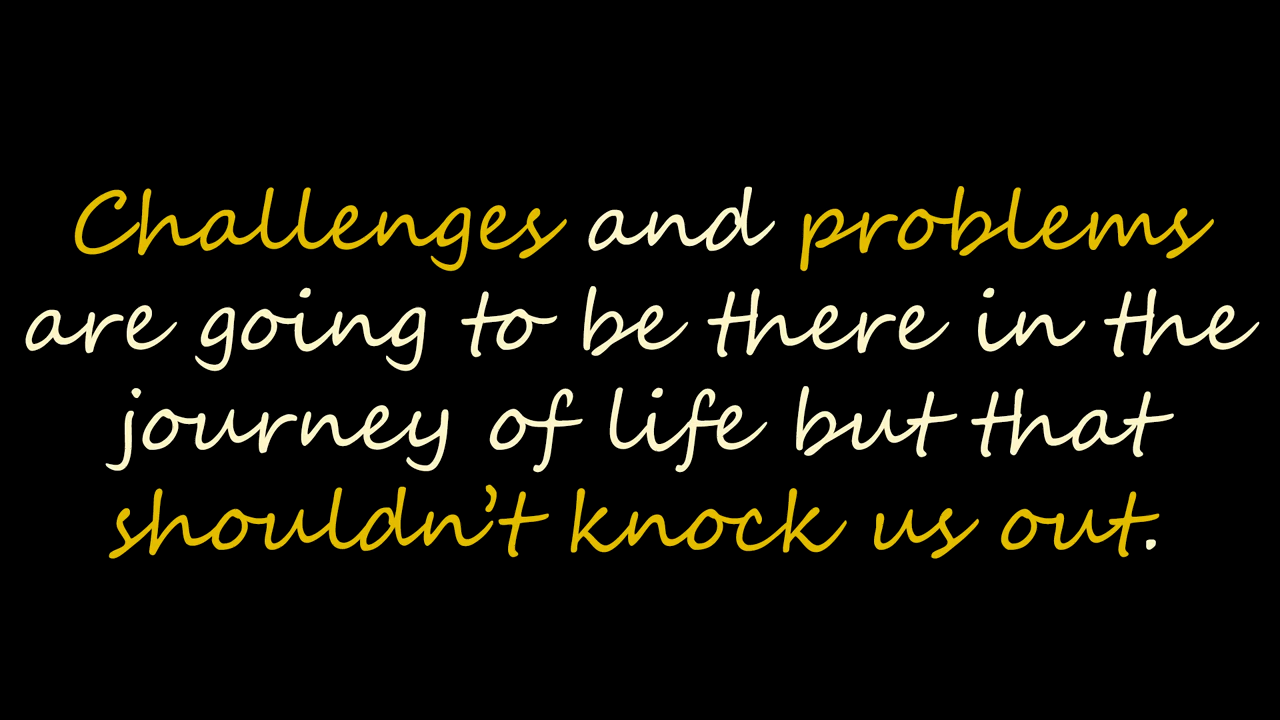 Challenges and problems
are going to be there in the
journey of life but that
shouldn’t knock us out.